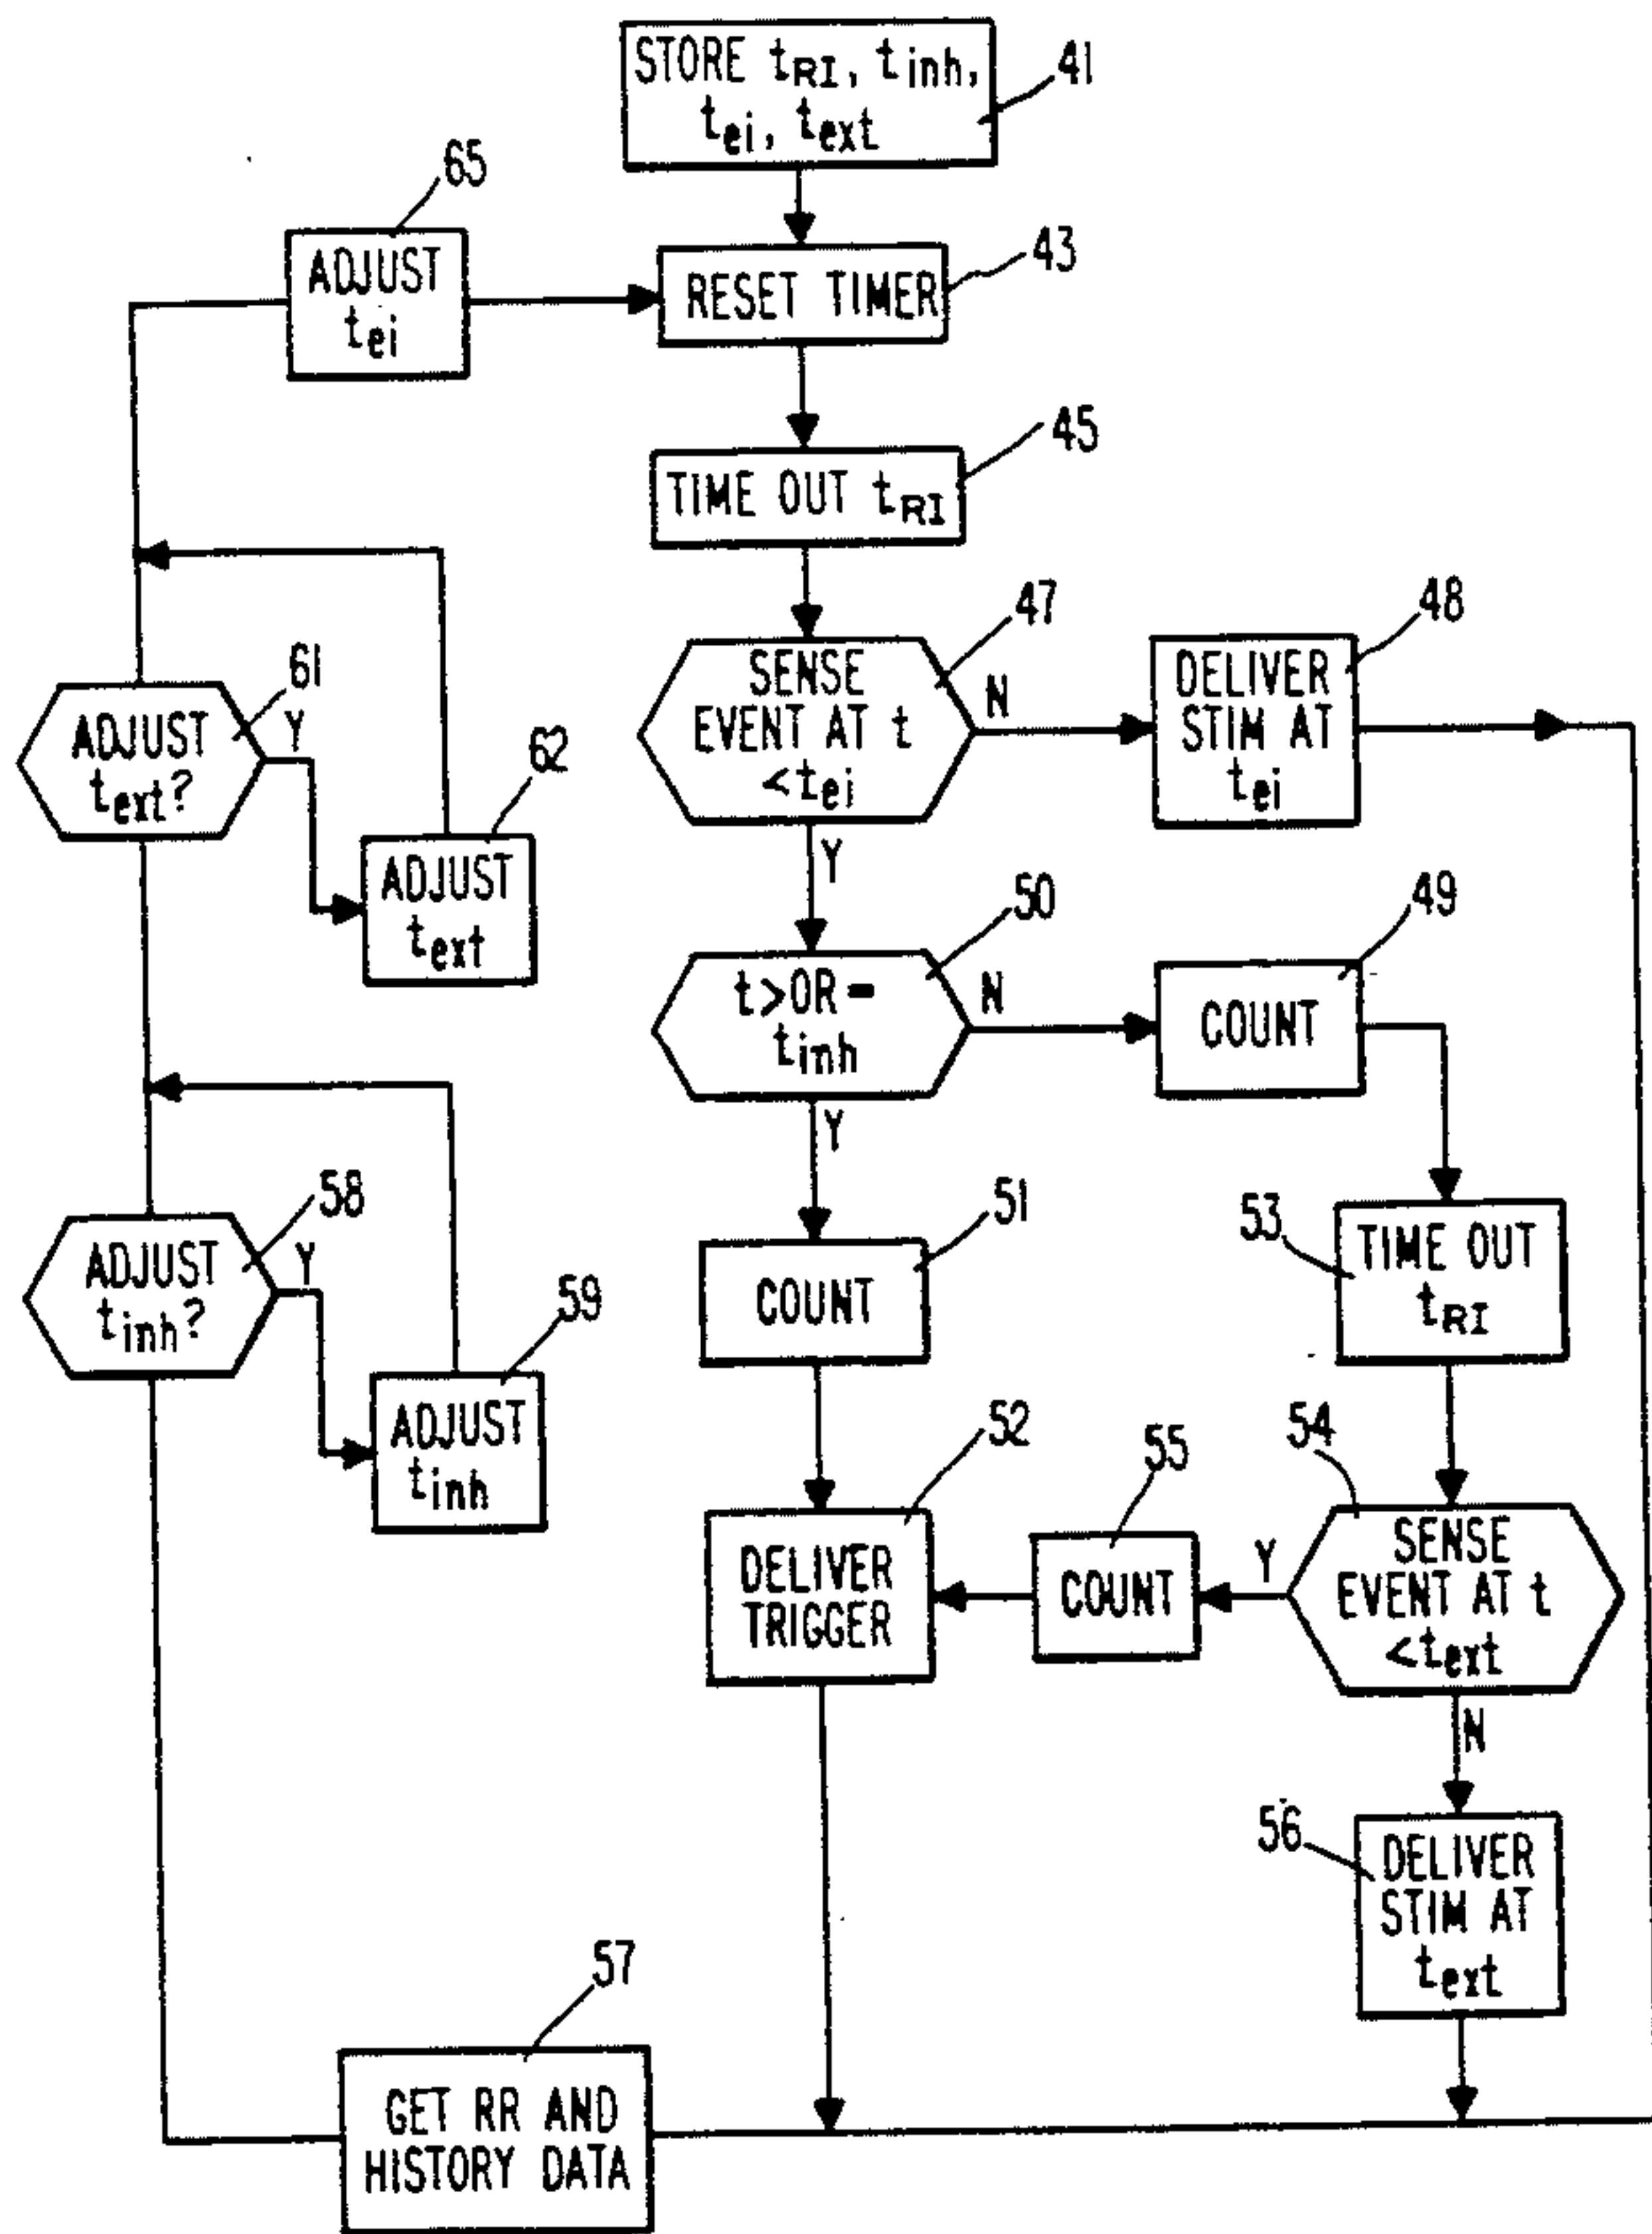 STORE tRI, tinh,
tei, text
41
65
ADJUST
tei
RESET TIMER
43
TIME OUT tRI
45
SENSE
EVENT AT t
<tei
47
N
DELIVER
STIM AT
tei
48
Y
61
ADJUST
text?
Y
62
ADJUST
text
t>OR=
tinh
50
N
49
COUNT
Y
58
ADJUST
tinh?
Y
59
ADJUST
tinh
51
COUNT
53
TIME OUT
tRI
52
DELIVER
TRIGGER
55
COUNT
Y
54
SENSE
EVENT AT t
<text
N
56
DELIVER
STIM AT
text
57
GET RR AND
HISTORY DATA